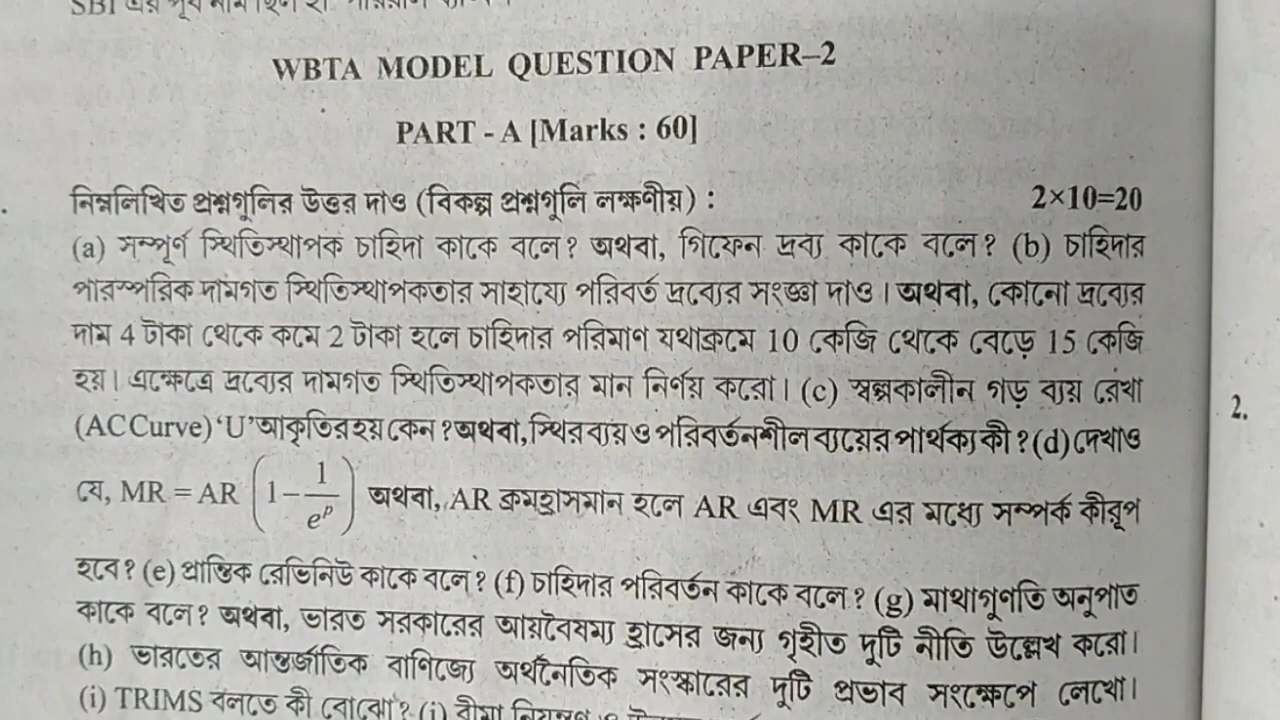 SBI এর পূর্ব নাম ছিল
WBTA MODEL QUESTION PAPER–2
PART - A [Marks : 60]
নিম্নলিখিত প্রশ্নগুলির উত্তর দাও (বিকল্প প্রশ্নগুলি লক্ষণীয়) : 2×10=20
(a) সম্পূর্ণ স্থিতিস্থাপক চাহিদা কাকে বলে? অথবা, গিফেন দ্রব্য কাকে বলে? (b) চাহিদার
পারস্পরিক দামগত স্থিতিস্থাপকতার সাহায্যে পরিবর্ত দ্রব্যের সংজ্ঞা দাও। অথবা, কোনো দ্রব্যের
দাম 4 টাকা থেকে কমে 2 টাকা হলে চাহিদার পরিমাণ যথাক্রমে 10 কেজি থেকে বেড়ে 15 কেজি
হয়। এক্ষেত্রে দ্রব্যের দামগত স্থিতিস্থাপকতার মান নির্ণয় করো। (c) স্বল্পকালীন গড় ব্যয় রেখা
(AC Curve) ‘U’ আকৃতির হয় কেন? অথবা, স্থির ব্যয় ও পরিবর্তনশীল ব্যয়ের পার্থক্য কী? (d) দেখাও
যে, MR = AR (1 – 1/e^p) অথবা, AR ক্রমহ্রাসমান হলে AR এবং MR এর মধ্যে সম্পর্ক কীরূপ
হবে? (e) প্রান্তিক রেভিনিউ কাকে বলে? (f) চাহিদার পরিবর্তন কাকে বলে? (g) মাথাগুণতি অনুপাত
কাকে বলে? অথবা, ভারত সরকারের আয়বৈষম্য হ্রাসের জন্য গৃহীত দুটি নীতি উল্লেখ করো।
(h) ভারতের আন্তর্জাতিক বাণিজ্যে অর্থনৈতিক সংস্কারের দুটি প্রভাব সংক্ষেপে লেখো।
(i) TRIMS বলতে কী বোঝো? (j) বীমা নিয়ন্ত্রণ ও
2.